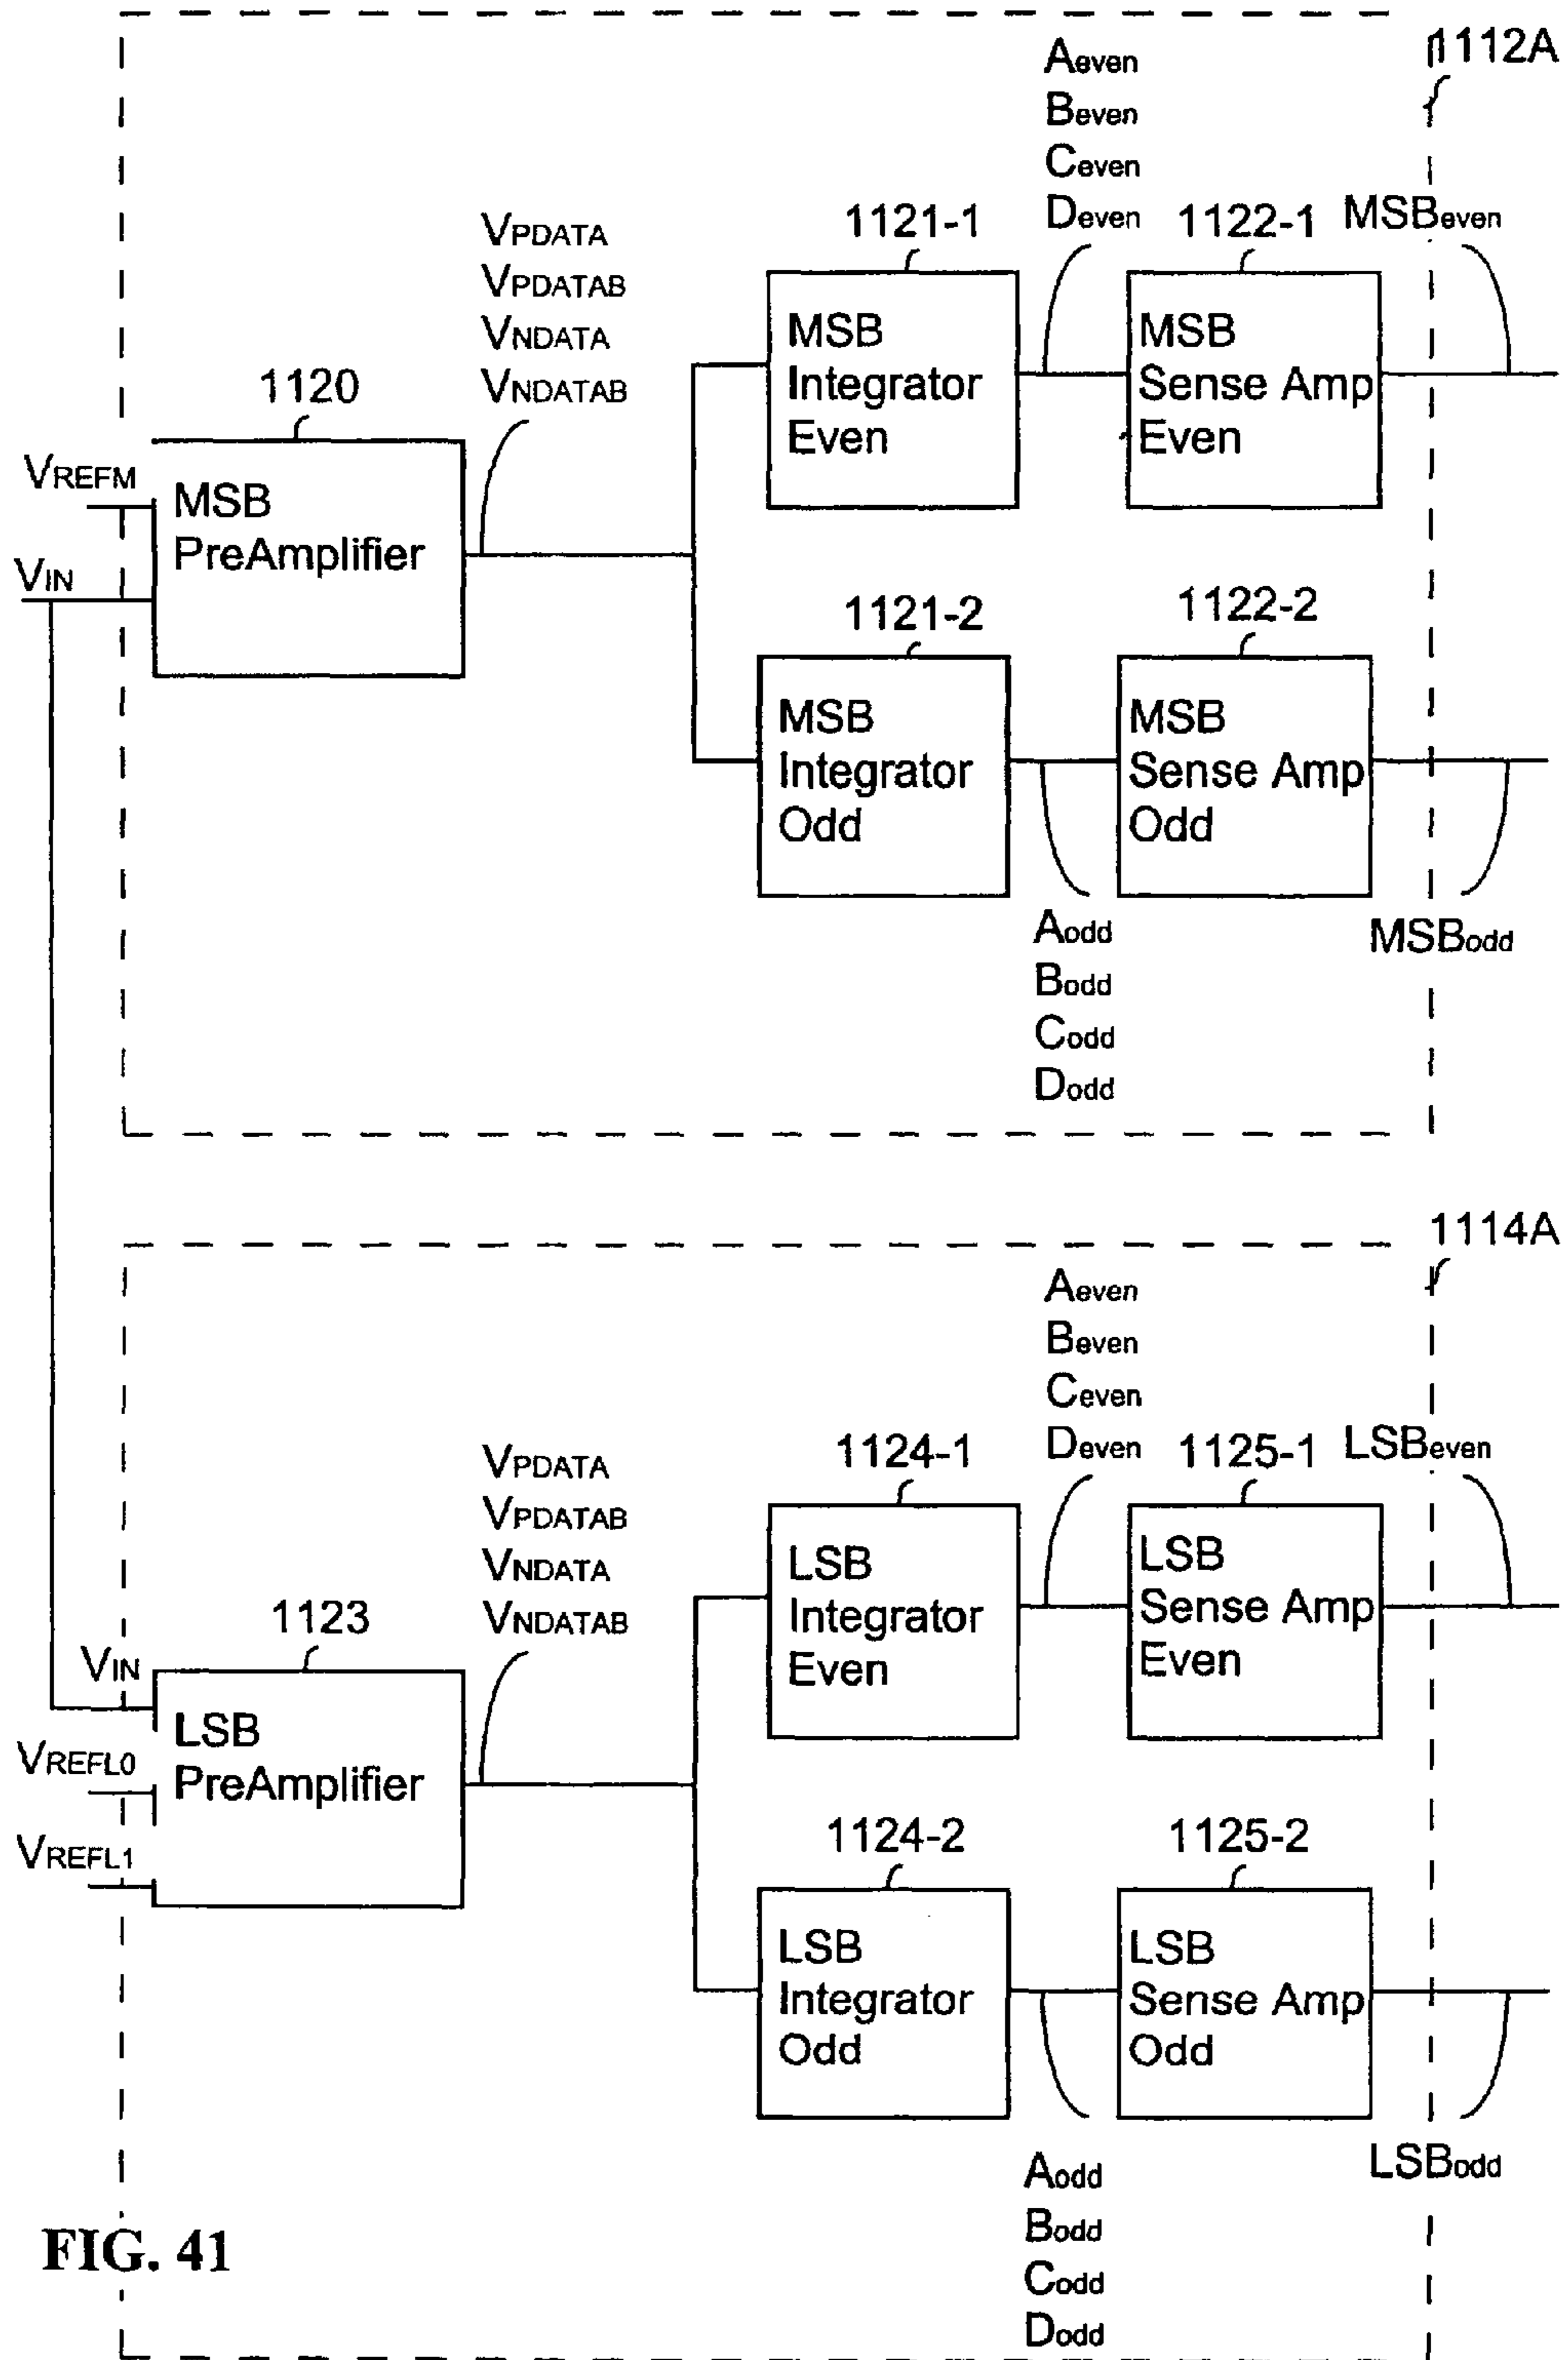 1112A
Aeven
Beven
Ceven
Deven
1121-1
1122-1
MSBeven
VPDATA
VPDATAB
VNDATA
VNDATAB
MSB
Integrator
Even
MSB
Sense Amp
Even
1120
VREFM
VIN
MSB
PreAmplifier
1121-2
1122-2
MSB
Integrator
Odd
MSB
Sense Amp
Odd
Aodd
Bodd
Codd
Dodd
MSBodd
1114A
Aeven
Beven
Ceven
Deven
1124-1
1125-1
LSBeven
VPDATA
VPDATAB
VNDATA
VNDATAB
LSB
Integrator
Even
LSB
Sense Amp
Even
1123
VIN
VREFL0
VREFL1
LSB
PreAmplifier
1124-2
1125-2
LSB
Integrator
Odd
LSB
Sense Amp
Odd
Aodd
Bodd
Codd
Dodd
LSBodd
FIG. 41